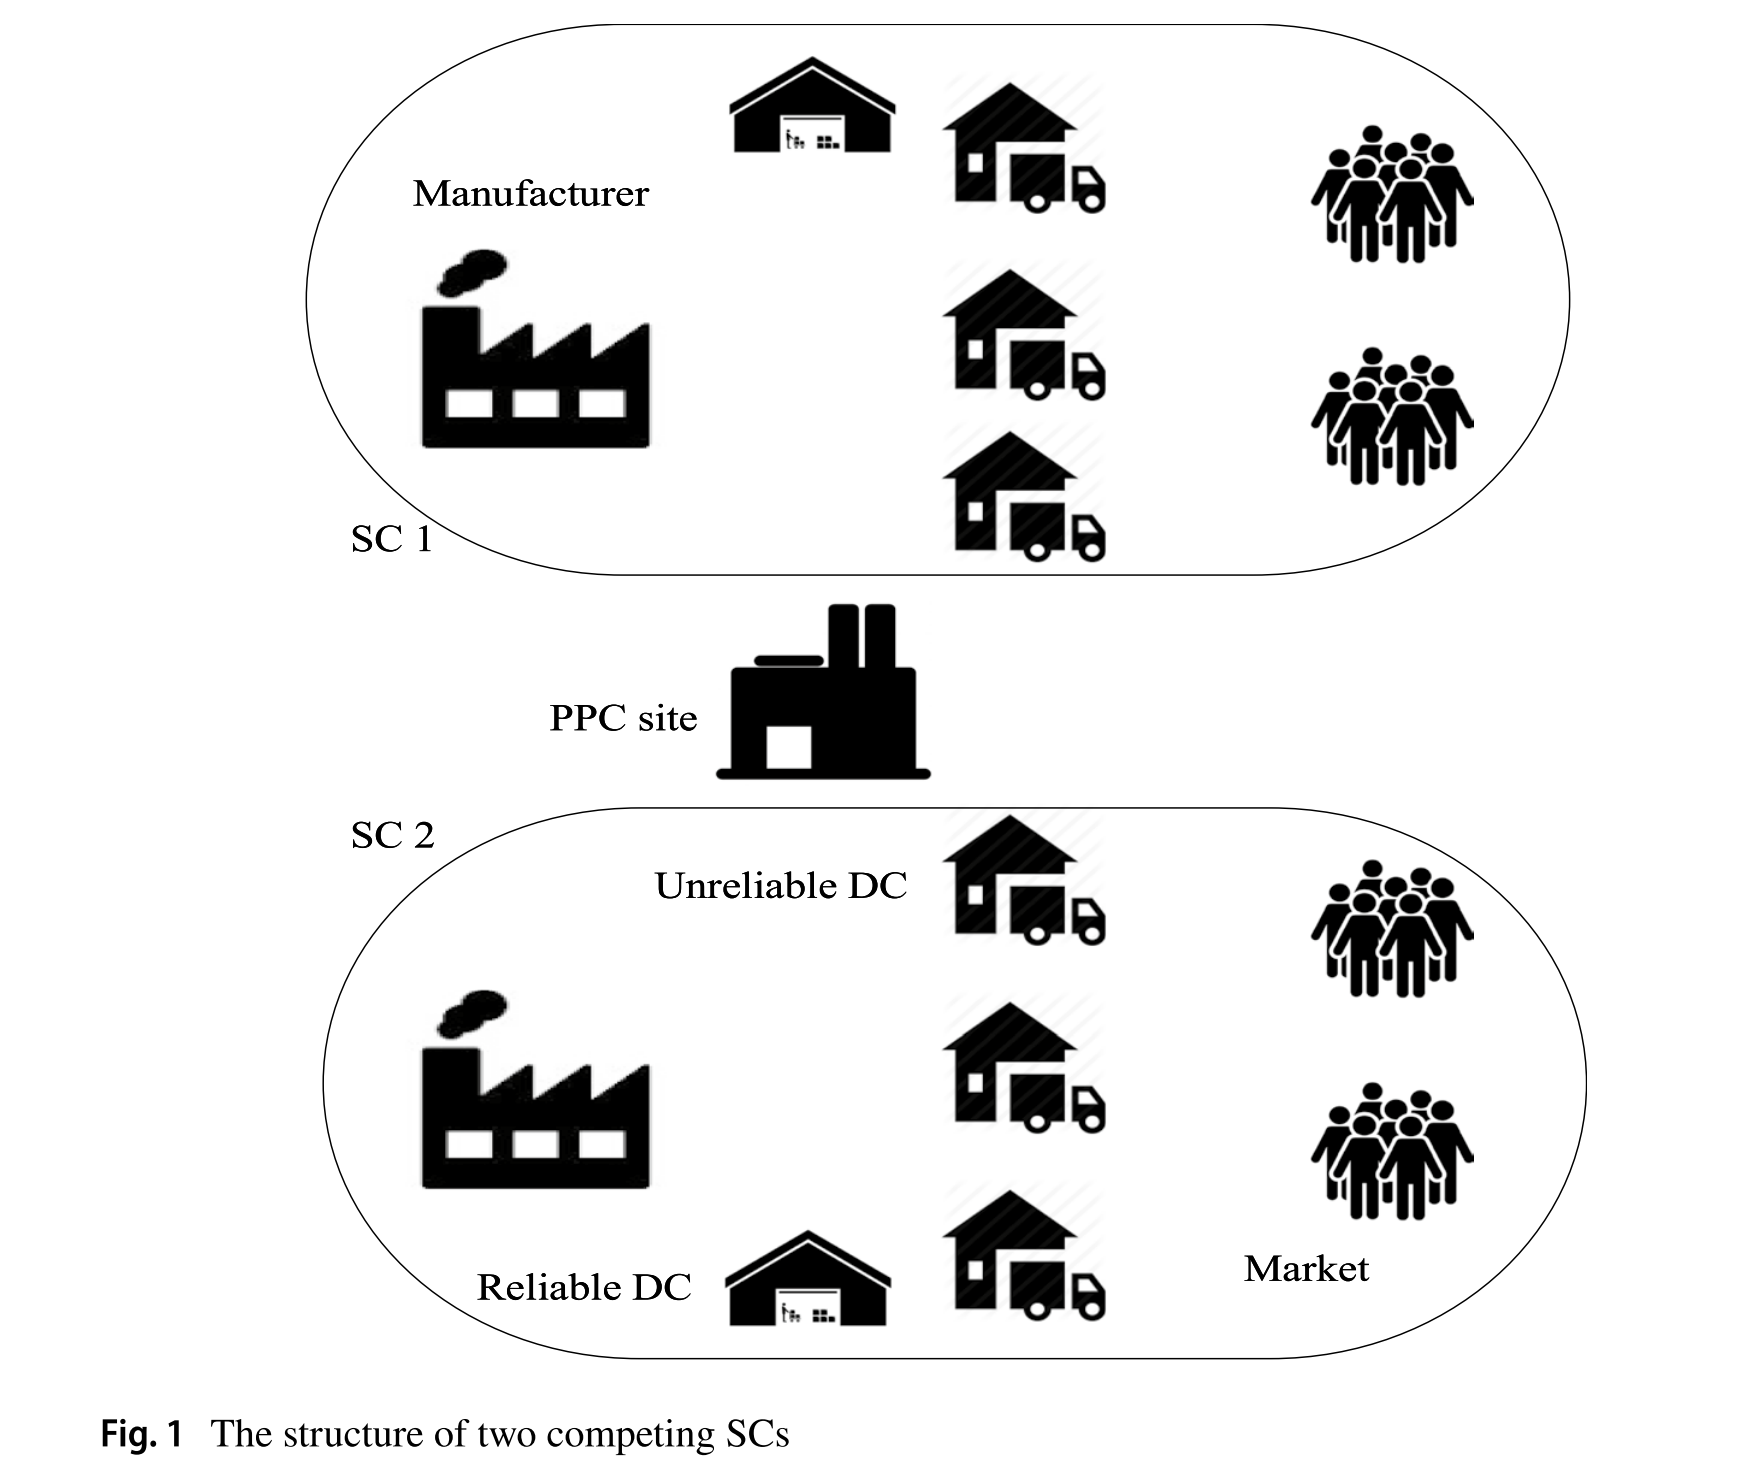 Manufacturer
SC 1
PPC site
SC 2
Unreliable DC
Reliable DC
Market
Fig. 1 The structure of two competing SCs